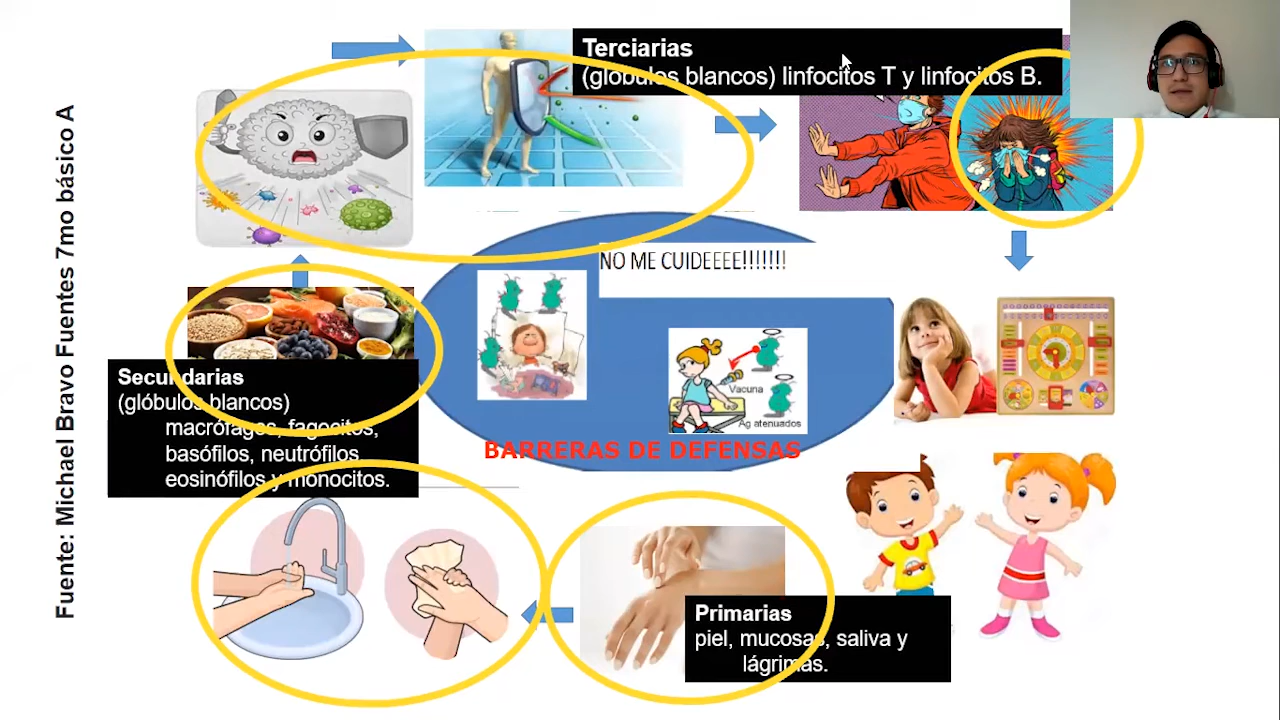 Terciarias
(glóbulos blancos) linfocitos T y linfocitos B.
Fuente: Michael Bravo Fuentes 7mo básico A
NO ME CUIDEEEE!!!!!!!
Vacuna
Ag atenuados
BARRERAS DE DEFENSAS
Secundarias
(glóbulos blancos)
macrófagos, fagocitos,
basófilos, neutrófilos
eosinófilos y monocitos.
Primarias
piel, mucosas, saliva y
lágrimas.